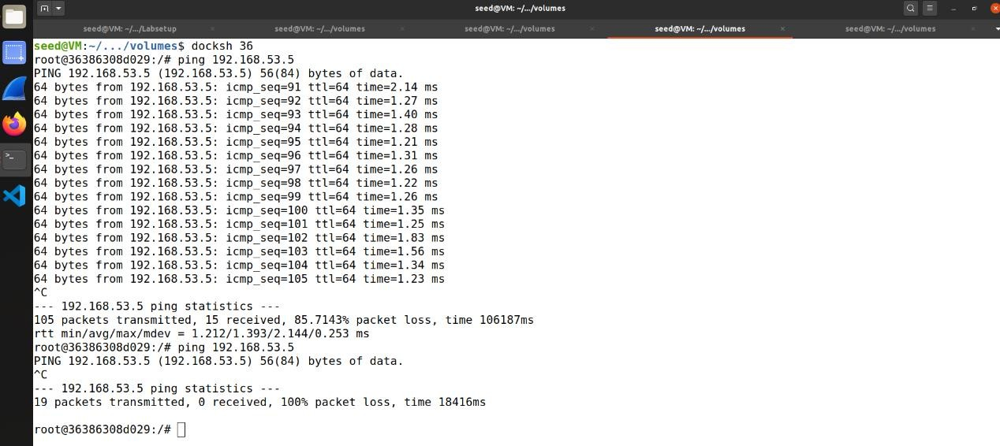 seed@VM: ~/.../volumes
seed@VM: ~/.../Labsetup
seed@VM: ~/.../volumes
seed@VM: ~/.../volumes
seed@VM: ~/.../volumes
seed@VM: ~/.../volumes
seed@VM:~/.../volumes$ docksh 36
root@36386308d029:/# ping 192.168.53.5
PING 192.168.53.5 (192.168.53.5) 56(84) bytes of data.
64 bytes from 192.168.53.5: icmp_seq=91 ttl=64 time=2.14 ms
64 bytes from 192.168.53.5: icmp_seq=92 ttl=64 time=1.27 ms
64 bytes from 192.168.53.5: icmp_seq=93 ttl=64 time=1.40 ms
64 bytes from 192.168.53.5: icmp_seq=94 ttl=64 time=1.28 ms
64 bytes from 192.168.53.5: icmp_seq=95 ttl=64 time=1.21 ms
64 bytes from 192.168.53.5: icmp_seq=96 ttl=64 time=1.31 ms
64 bytes from 192.168.53.5: icmp_seq=97 ttl=64 time=1.26 ms
64 bytes from 192.168.53.5: icmp_seq=98 ttl=64 time=1.22 ms
64 bytes from 192.168.53.5: icmp_seq=99 ttl=64 time=1.26 ms
64 bytes from 192.168.53.5: icmp_seq=100 ttl=64 time=1.35 ms
64 bytes from 192.168.53.5: icmp_seq=101 ttl=64 time=1.25 ms
64 bytes from 192.168.53.5: icmp_seq=102 ttl=64 time=1.83 ms
64 bytes from 192.168.53.5: icmp_seq=103 ttl=64 time=1.56 ms
64 bytes from 192.168.53.5: icmp_seq=104 ttl=64 time=1.34 ms
64 bytes from 192.168.53.5: icmp_seq=105 ttl=64 time=1.23 ms
^C
--- 192.168.53.5 ping statistics ---
105 packets transmitted, 15 received, 85.7143% packet loss, time 106187ms
rtt min/avg/max/mdev = 1.212/1.393/2.144/0.253 ms
root@36386308d029:/# ping 192.168.53.5
PING 192.168.53.5 (192.168.53.5) 56(84) bytes of data.
^C
--- 192.168.53.5 ping statistics ---
19 packets transmitted, 0 received, 100% packet loss, time 18416ms
root@36386308d029:/#